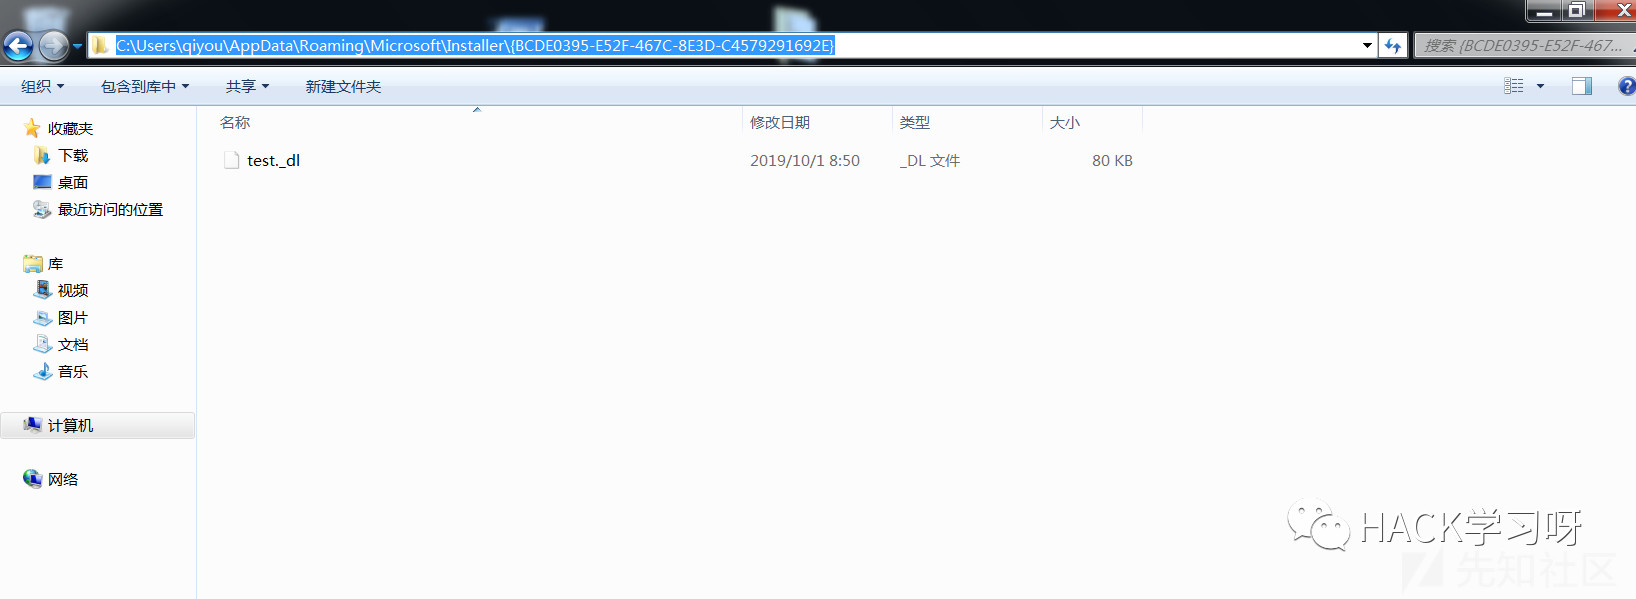 C:\Users\qiyou\AppData\Roaming\Microsoft\Installer\{BCDE0395-E52F-467C-8E3D-C4579291692E}
搜索 {BCDE0395-E52F-467...
组织 包含到库中 共享 新建文件夹
名称 修改日期 类型 大小
test._dl 2019/10/1 8:50 _DL 文件 80 KB
收藏夹
下载
桌面
最近访问的位置
库
视频
图片
文档
音乐
计算机
网络
HACK学习呀
先知社区